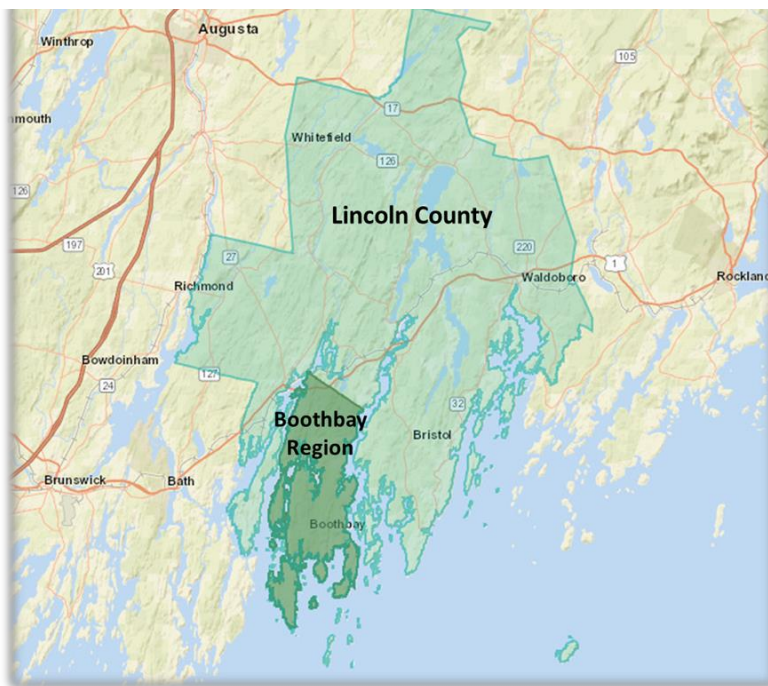 Augusta
Winthrop
105
17
mmouth
Whitefield
126
126
Lincoln County
197
27
220
1
201
Richmond
Waldoboro
Rockland
Bowdoinham
24
127
32
Boothbay
Region
Bristol
Brunswick
Bath
Boothbay